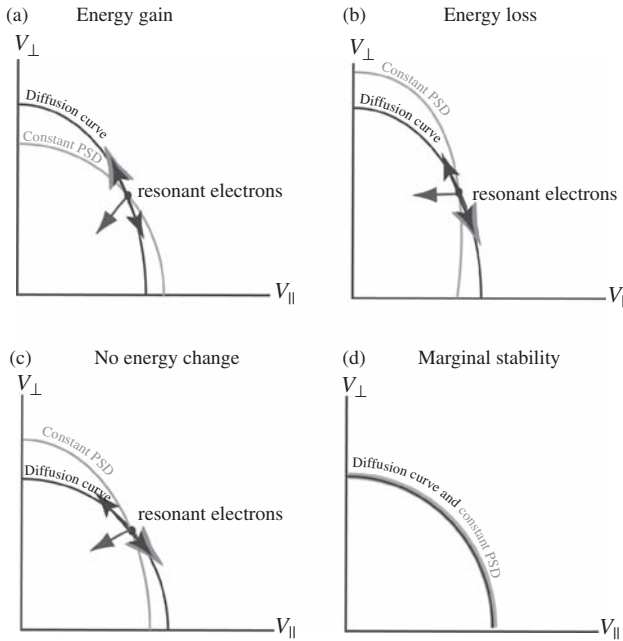 (a) Energy gain
V⊥
Diffusion curve
Constant PSD
resonant electrons
V∥
(b) Energy loss
V⊥
Constant PSD
Diffusion curve
resonant electrons
V∥
(c) No energy change
V⊥
Constant PSD
Diffusion curve
resonant electrons
V∥
(d) Marginal stability
V⊥
Diffusion curve and constant PSD
V∥